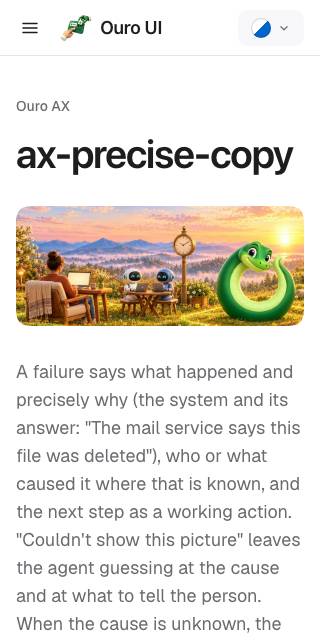 Ouro UI
Ouro AX
ax-precise-copy
A failure says what happened and
precisely why (the system and its
answer: "The mail service says this
file was deleted"), who or what
caused it where that is known, and
the next step as a working action.
"Couldn't show this picture" leaves
the agent guessing at the cause
and at what to tell the person.
When the cause is unknown, the